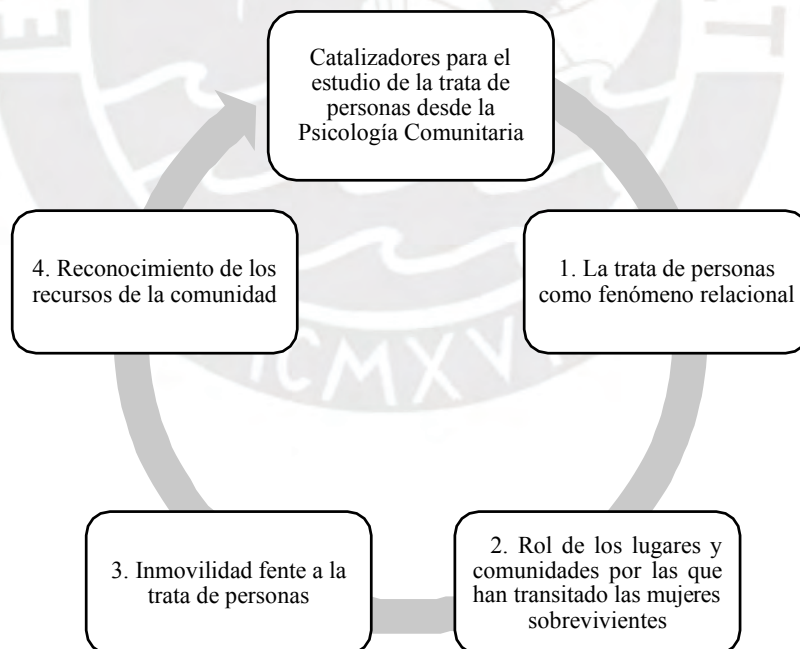 Catalizadores para el
estudio de la trata de
personas desde la
Psicología Comunitaria
1. La trata de personas
como fenómeno relacional
2. Rol de los lugares y
comunidades por las que
han transitado las mujeres
sobrevivientes
3. Inmovilidad fente a la
trata de personas
4. Reconocimiento de los
recursos de la comunidad